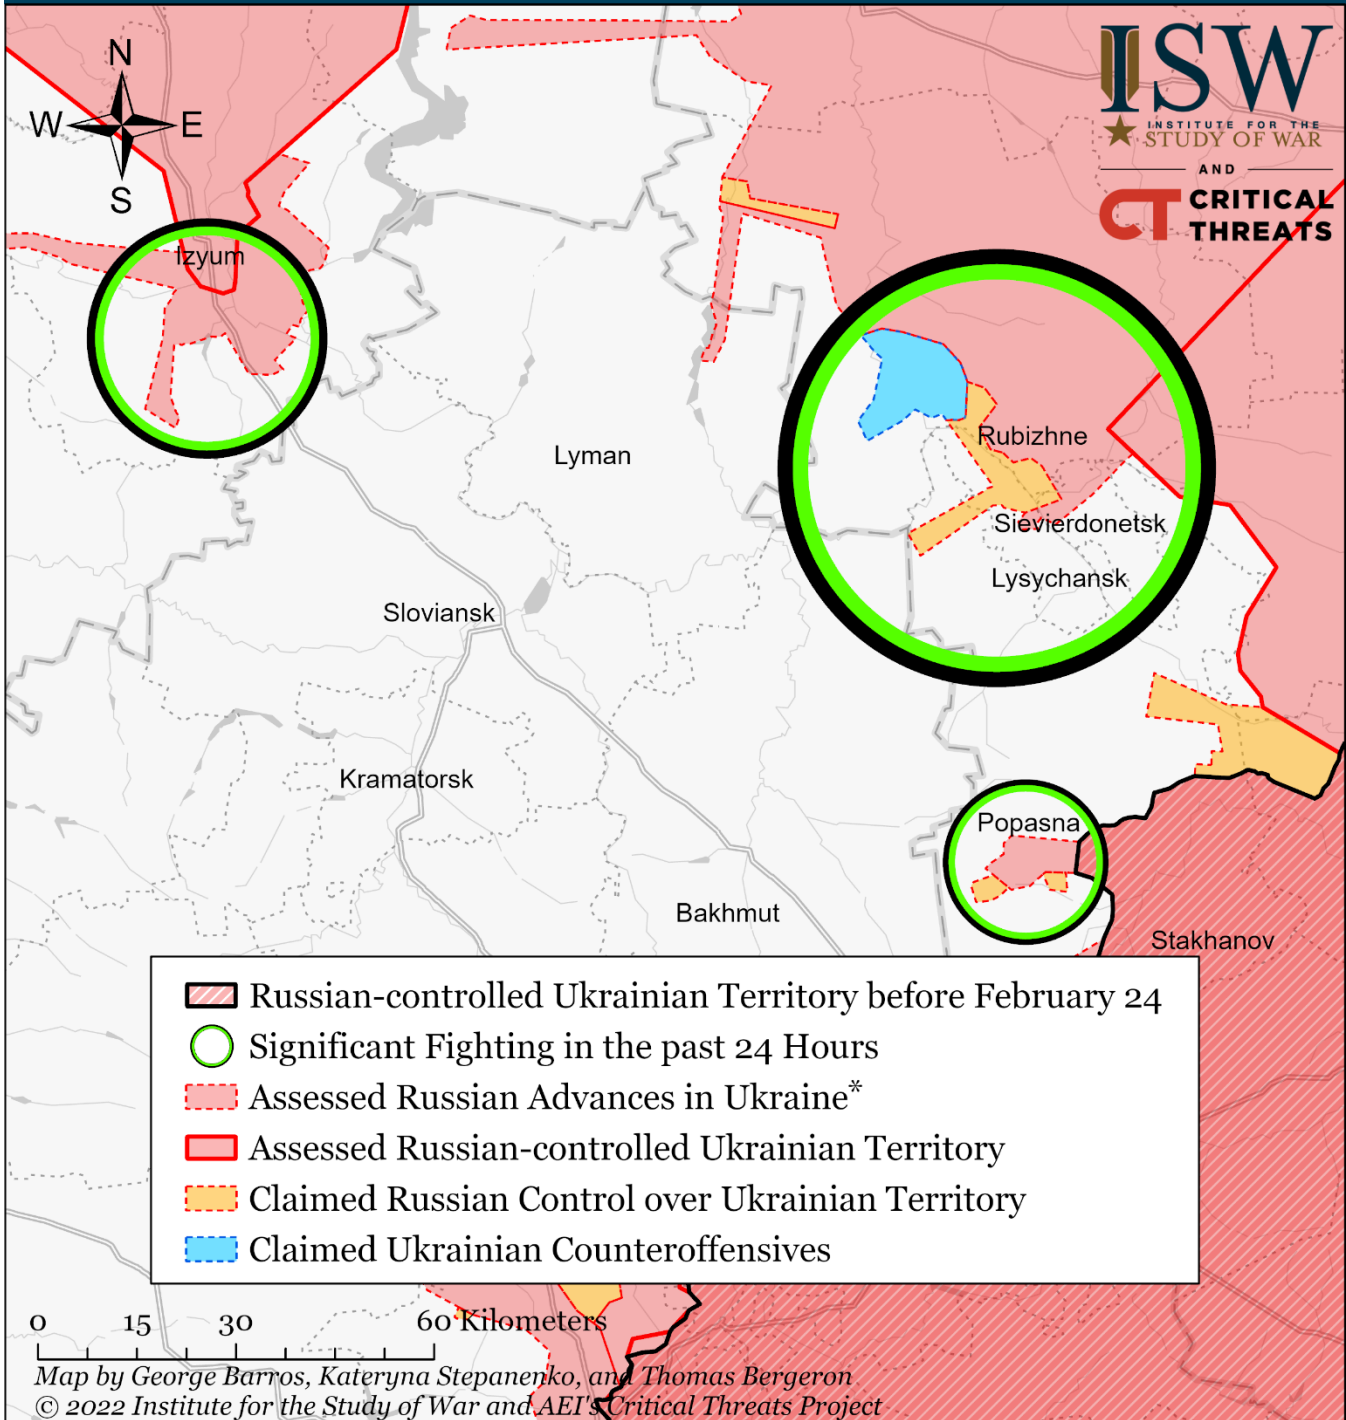 N
W E
S
ISW
INSTITUTE FOR THE
STUDY OF WAR
AND
CT CRITICAL
THREATS
Izyum
Rubizhne
Lyman
Sievierdonetsk
Lysychansk
Sloviansk
Kramatorsk
Popasna
Bakhmut
Stakhanov
Russian-controlled Ukrainian Territory before February 24
Significant Fighting in the past 24 Hours
Assessed Russian Advances in Ukraine*
Assessed Russian-controlled Ukrainian Territory
Claimed Russian Control over Ukrainian Territory
Claimed Ukrainian Counteroffensives
0 15 30 60 Kilometers
Map by George Barros, Kateryna Stepanenko, and Thomas Bergeron
© 2022 Institute for the Study of War and AEI's Critical Threats Project